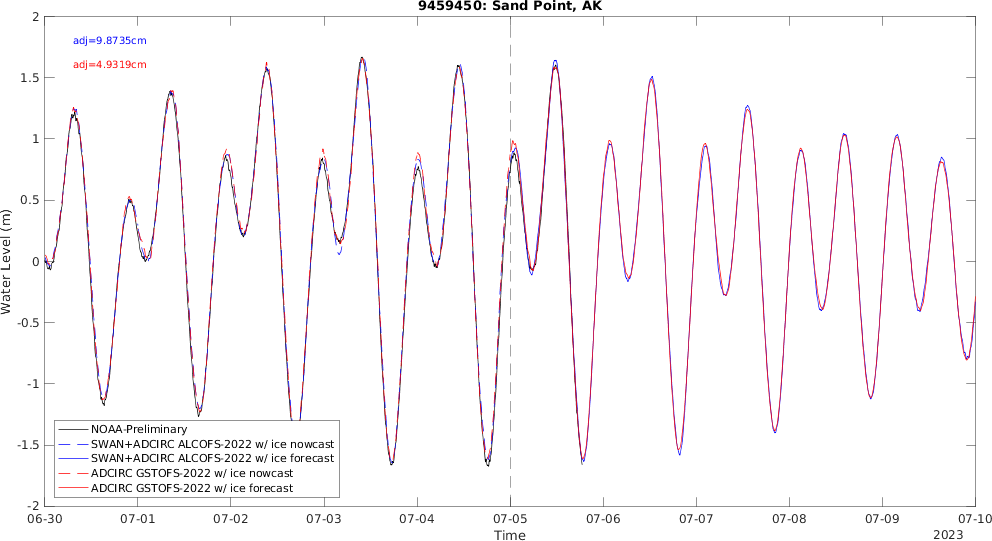 9459450: Sand Point, AK
adj=9.8735cm
adj=4.9319cm
Water Level (m)
2
1.5
1
0.5
0
-0.5
-1
-1.5
-2
NOAA-Preliminary
SWAN+ADCIRC ALCOFS-2022 w/ ice nowcast
SWAN+ADCIRC ALCOFS-2022 w/ ice forecast
ADCIRC GSTOFS-2022 w/ ice nowcast
ADCIRC GSTOFS-2022 w/ ice forecast
06-30 07-01 07-02 07-03 07-04 07-05 07-06 07-07 07-08 07-09 07-10
Time
2023